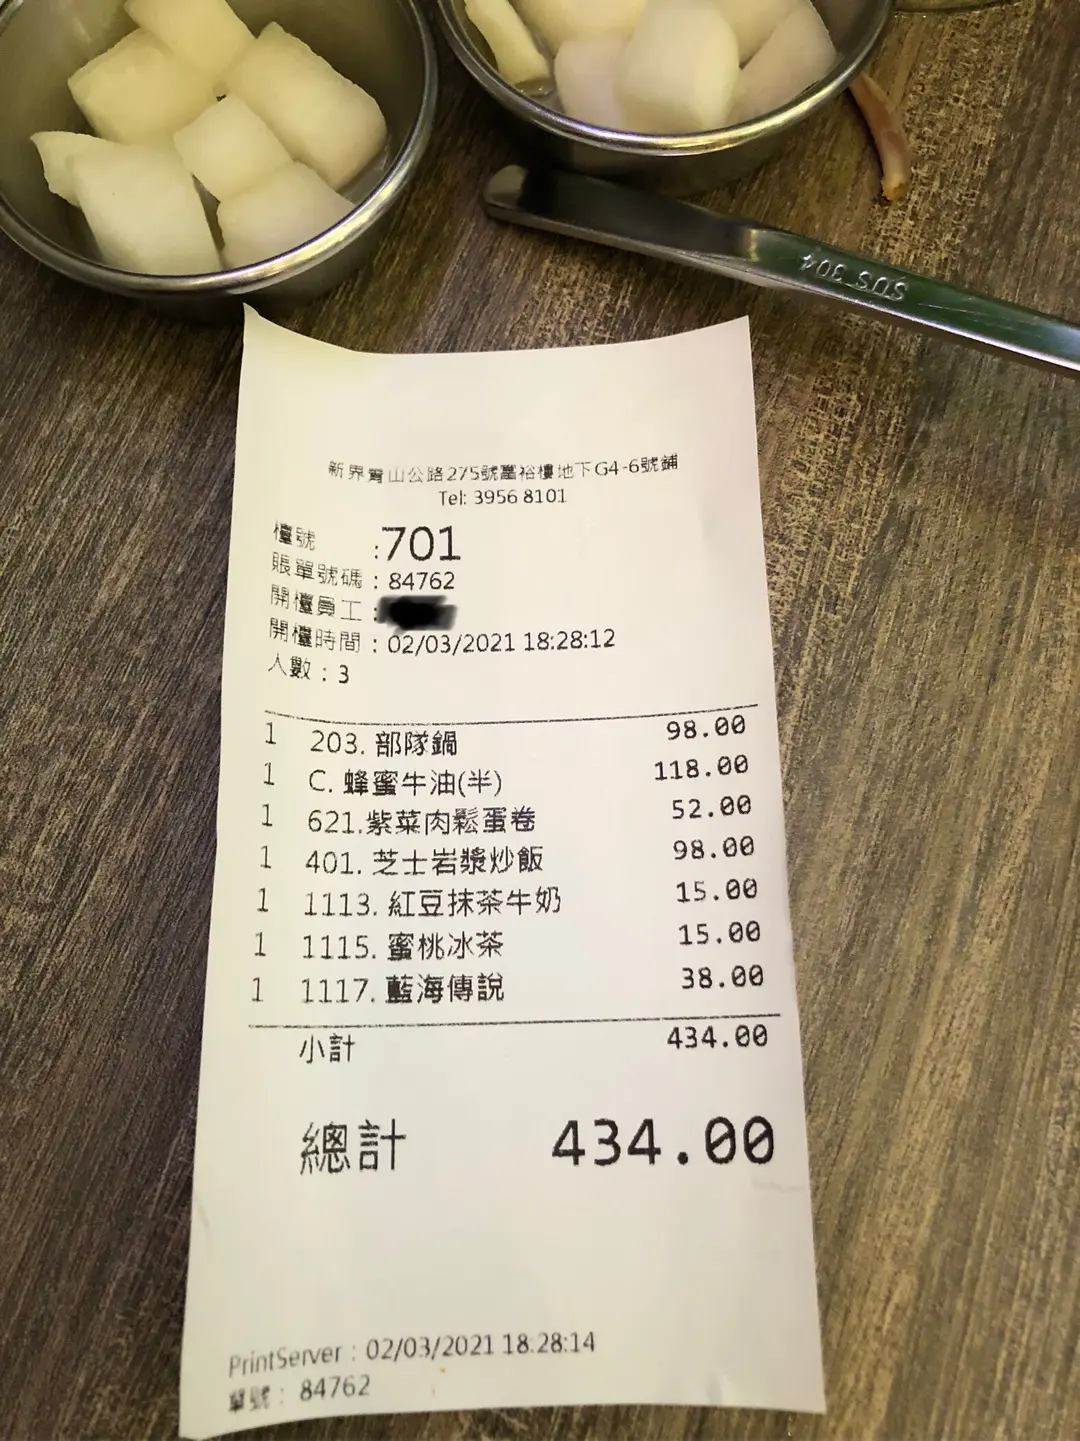 SUS 304
新界青山公路275號富裕樓地下G4-6號鋪
Tel: 3956 8101
檯號 :701
賬單號碼 : 84762
開檯員工 :
開檯時間 : 02/03/2021 18:28:12
人數 : 3
1 203. 部隊鍋 98.00
1 C. 蜂蜜牛油(半) 118.00
1 621.紫菜肉鬆蛋卷 52.00
1 401. 芝士岩漿炒飯 98.00
1 1113. 紅豆抹茶牛奶 15.00
1 1115. 蜜桃冰茶 15.00
1 1117. 藍海傳說 38.00
小計 434.00
總計 434.00
PrintServer : 02/03/2021 18:28:14
單號 : 84762